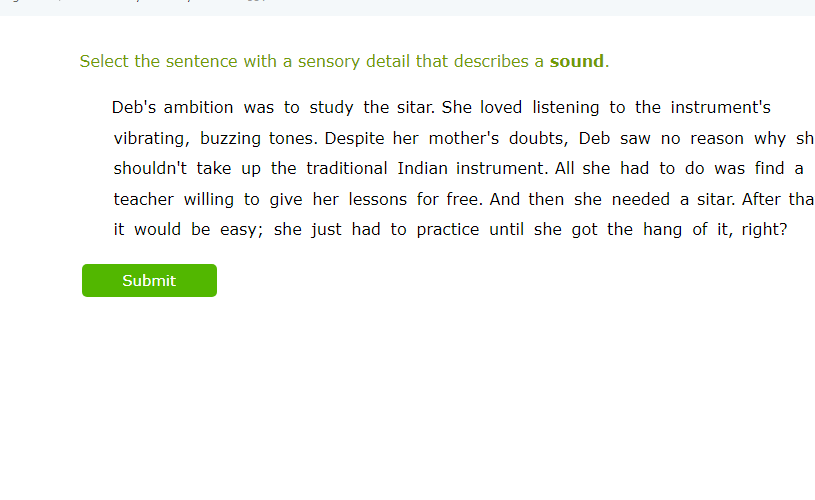 Select the sentence with a sensory detail that describes a sound.
Deb's ambition was to study the sitar. She loved listening to the instrument's
vibrating, buzzing tones. Despite her mother's doubts, Deb saw no reason why sh
shouldn't take up the traditional Indian instrument. All she had to do was find a
teacher willing to give her lessons for free. And then she needed a sitar. After tha
it would be easy; she just had to practice until she got the hang of it, right?
Submit